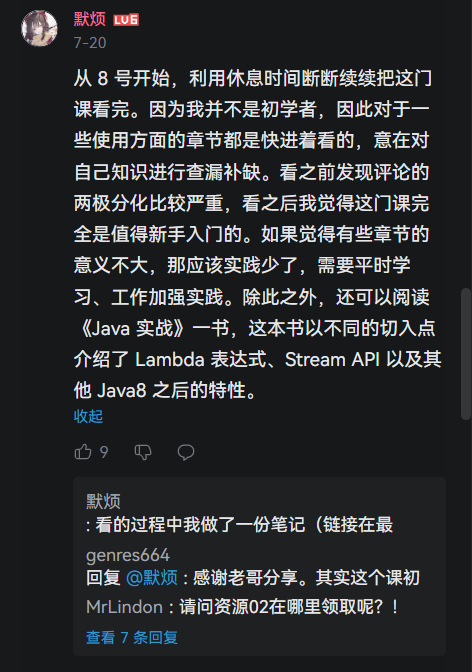 默烦 LV6
7-20
从 8 号开始，利用休息时间断断续续把这门
课看完。因为我并不是初学者，因此对于一
些使用方面的章节都是快进着看的，意在对
自己知识进行查漏补缺。看之前发现评论的
两极分化比较严重，看之后我觉得这门课完
全是值得新手入门的。如果觉得有些章节的
意义不大，那应该实践少了，需要平时学
习、工作加强实践。除此之外，还可以阅读
《Java 实战》一书，这本书以不同的切入点
介绍了 Lambda 表达式、Stream API 以及其
他 Java8 之后的特性。
收起
9
默烦
: 看的过程中我做了一份笔记（链接在最
genres664
回复 @默烦 : 感谢老哥分享。其实这个课初
MrLindon : 请问资源02在哪里领取呢？！
查看 7 条回复